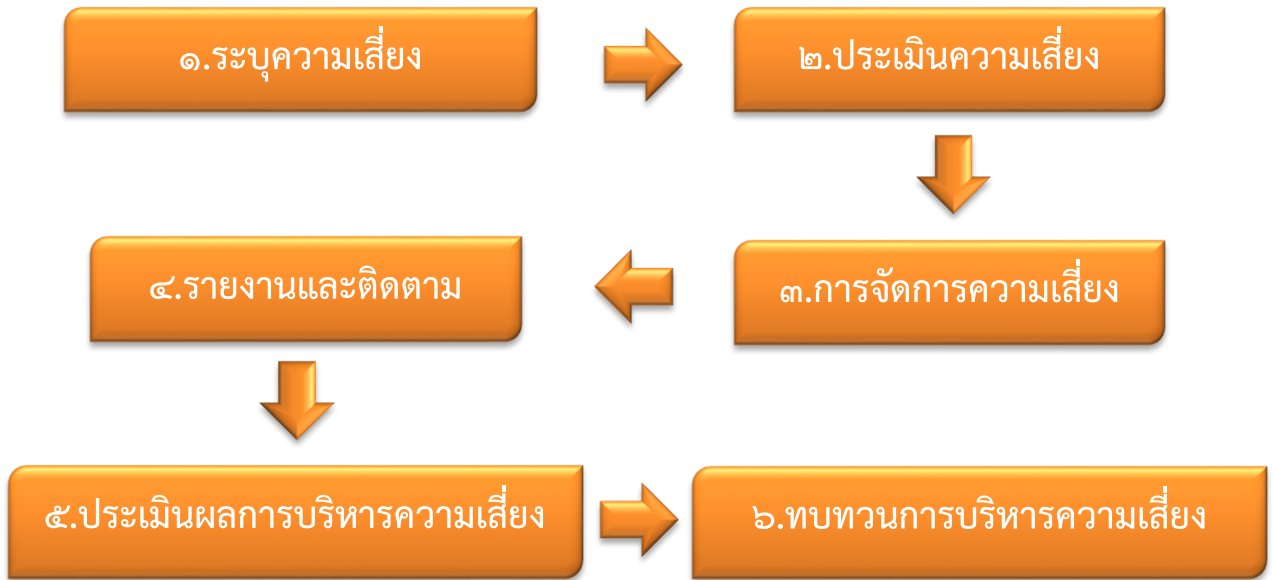 ๑.ระบุความเสี่ยง
๒.ประเมินความเสี่ยง
๓.การจัดการความเสี่ยง
๔.รายงานและติดตาม
๕.ประเมินผลการบริหารความเสี่ยง
๖.ทบทวนการบริหารความเสี่ยง